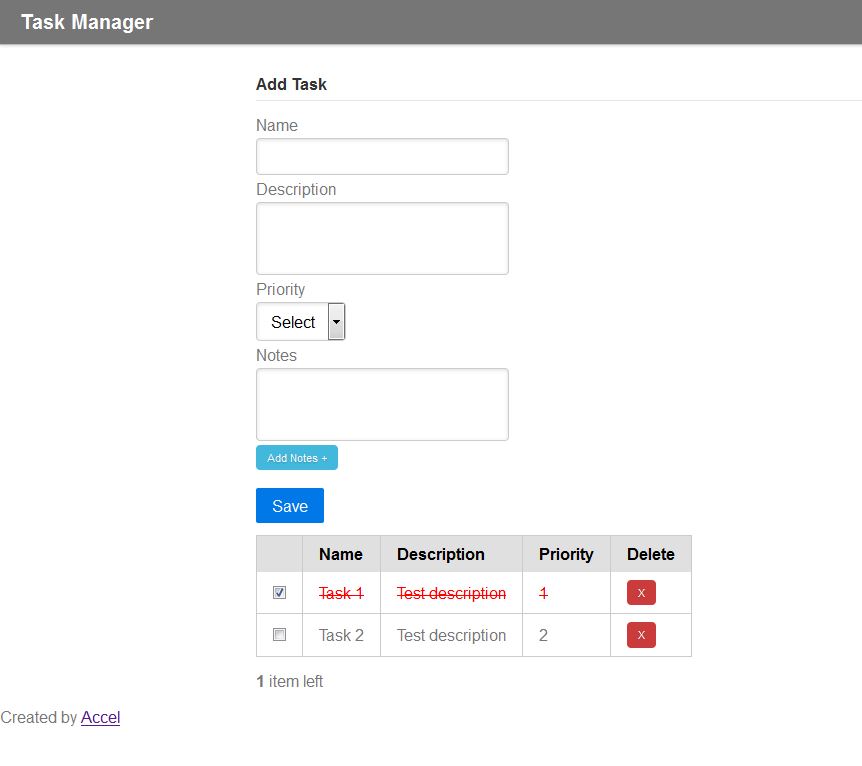 Task Manager
Add Task
Name
Description
Priority
Select
Notes
Add Notes +
Save
Name Description Priority Delete
Task 1 Test description 1 X
Task 2 Test description 2 X
1 item left
Created by Accel